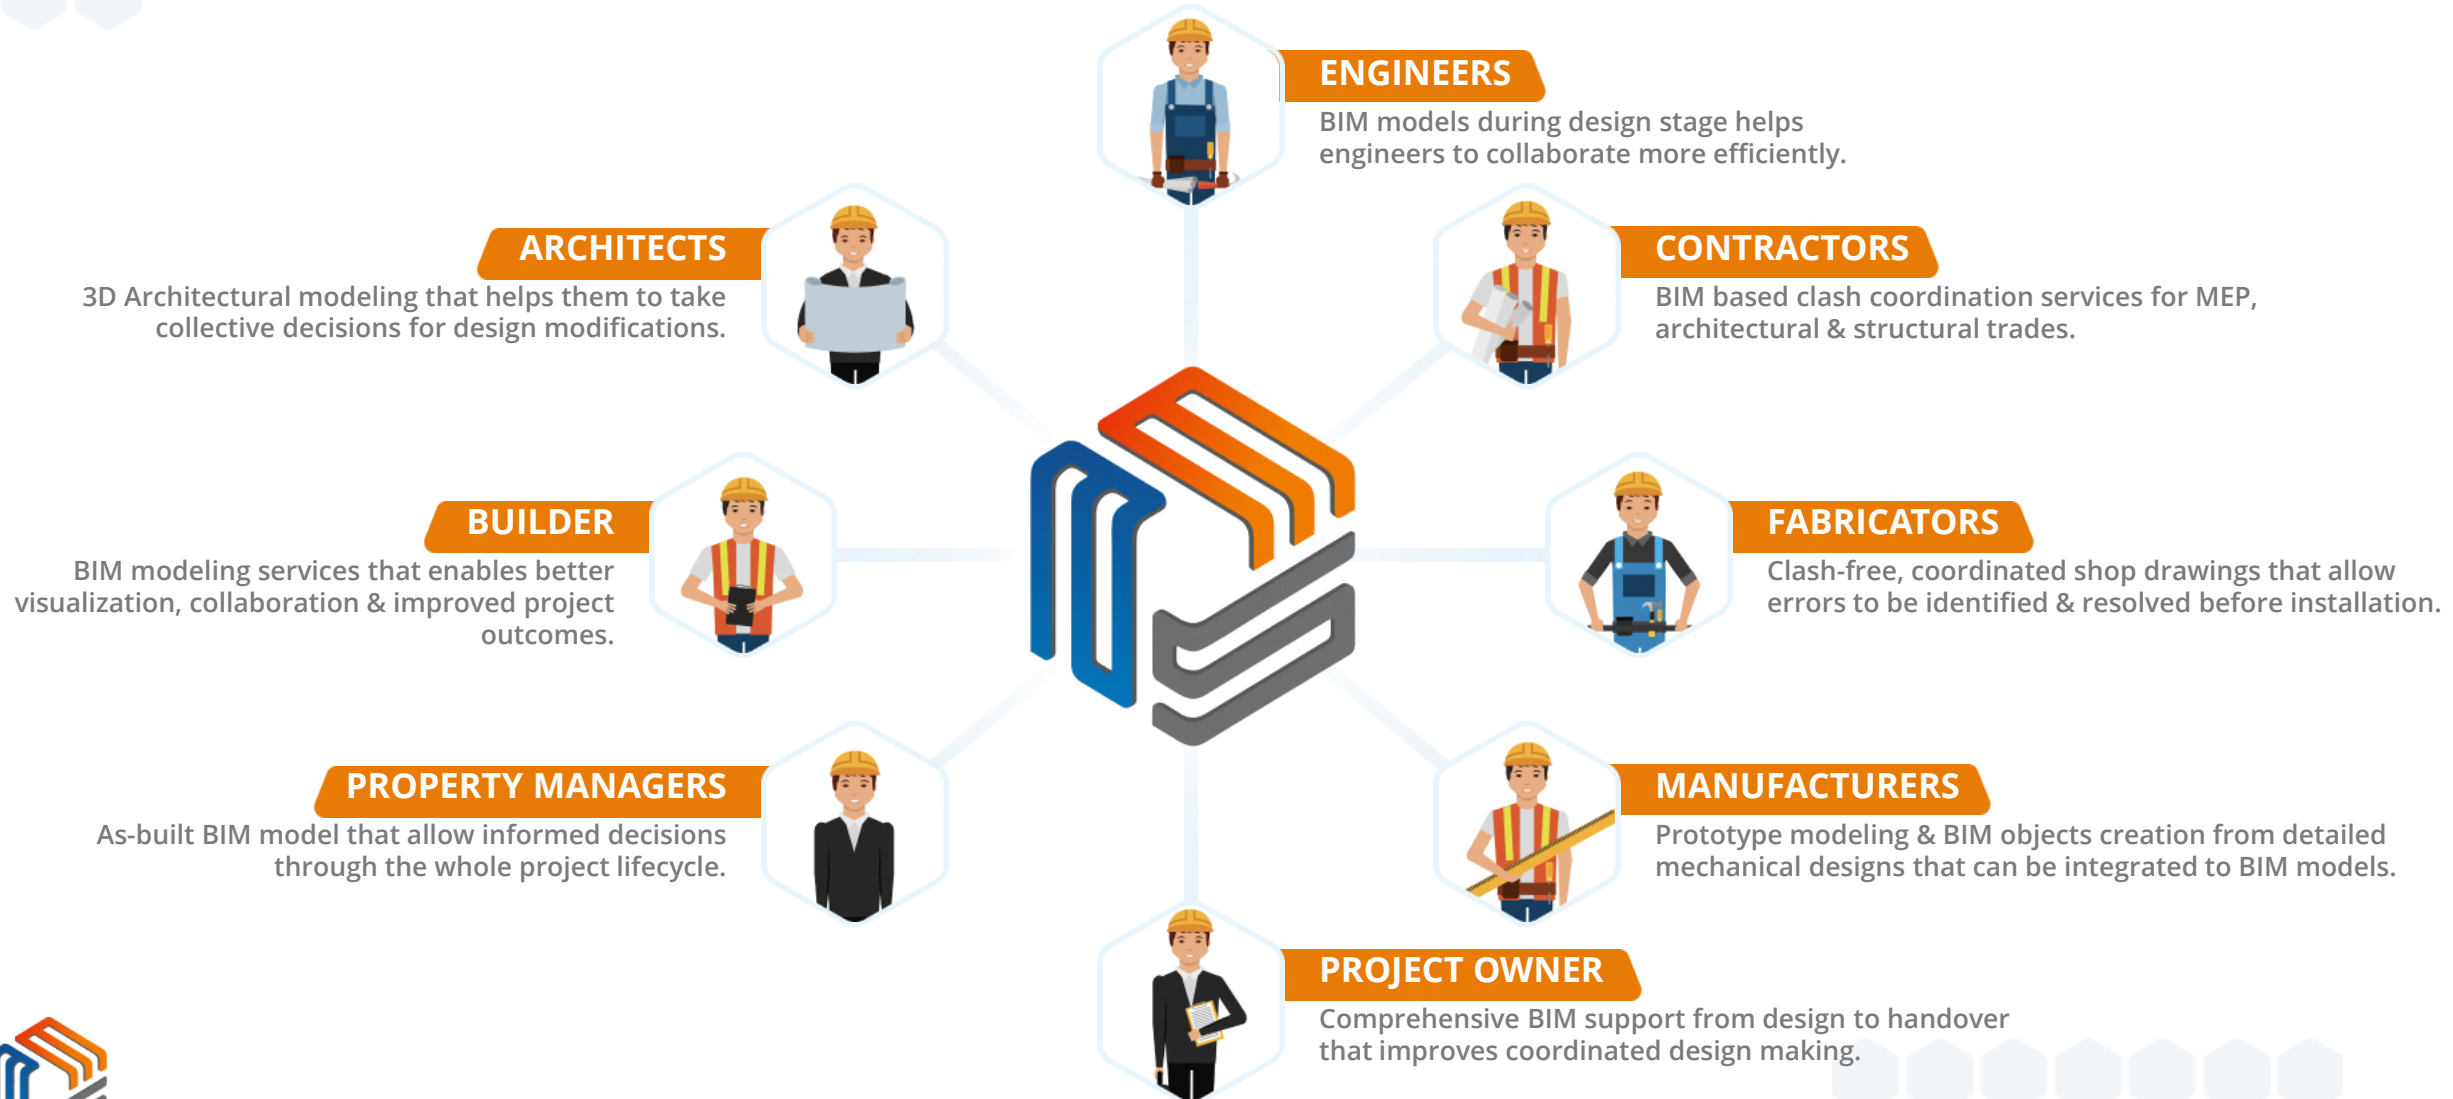 ENGINEERS
BIM models during design stage helps
engineers to collaborate more efficiently.
ARCHITECTS
3D Architectural modeling that helps them to take
collective decisions for design modifications.
CONTRACTORS
BIM based clash coordination services for MEP,
architectural & structural trades.
BUILDER
BIM modeling services that enables better
visualization, collaboration & improved project
outcomes.
FABRICATORS
Clash-free, coordinated shop drawings that allow
errors to be identified & resolved before installation.
PROPERTY MANAGERS
As-built BIM model that allow informed decisions
through the whole project lifecycle.
MANUFACTURERS
Prototype modeling & BIM objects creation from detailed
mechanical designs that can be integrated to BIM models.
PROJECT OWNER
Comprehensive BIM support from design to handover
that improves coordinated design making.